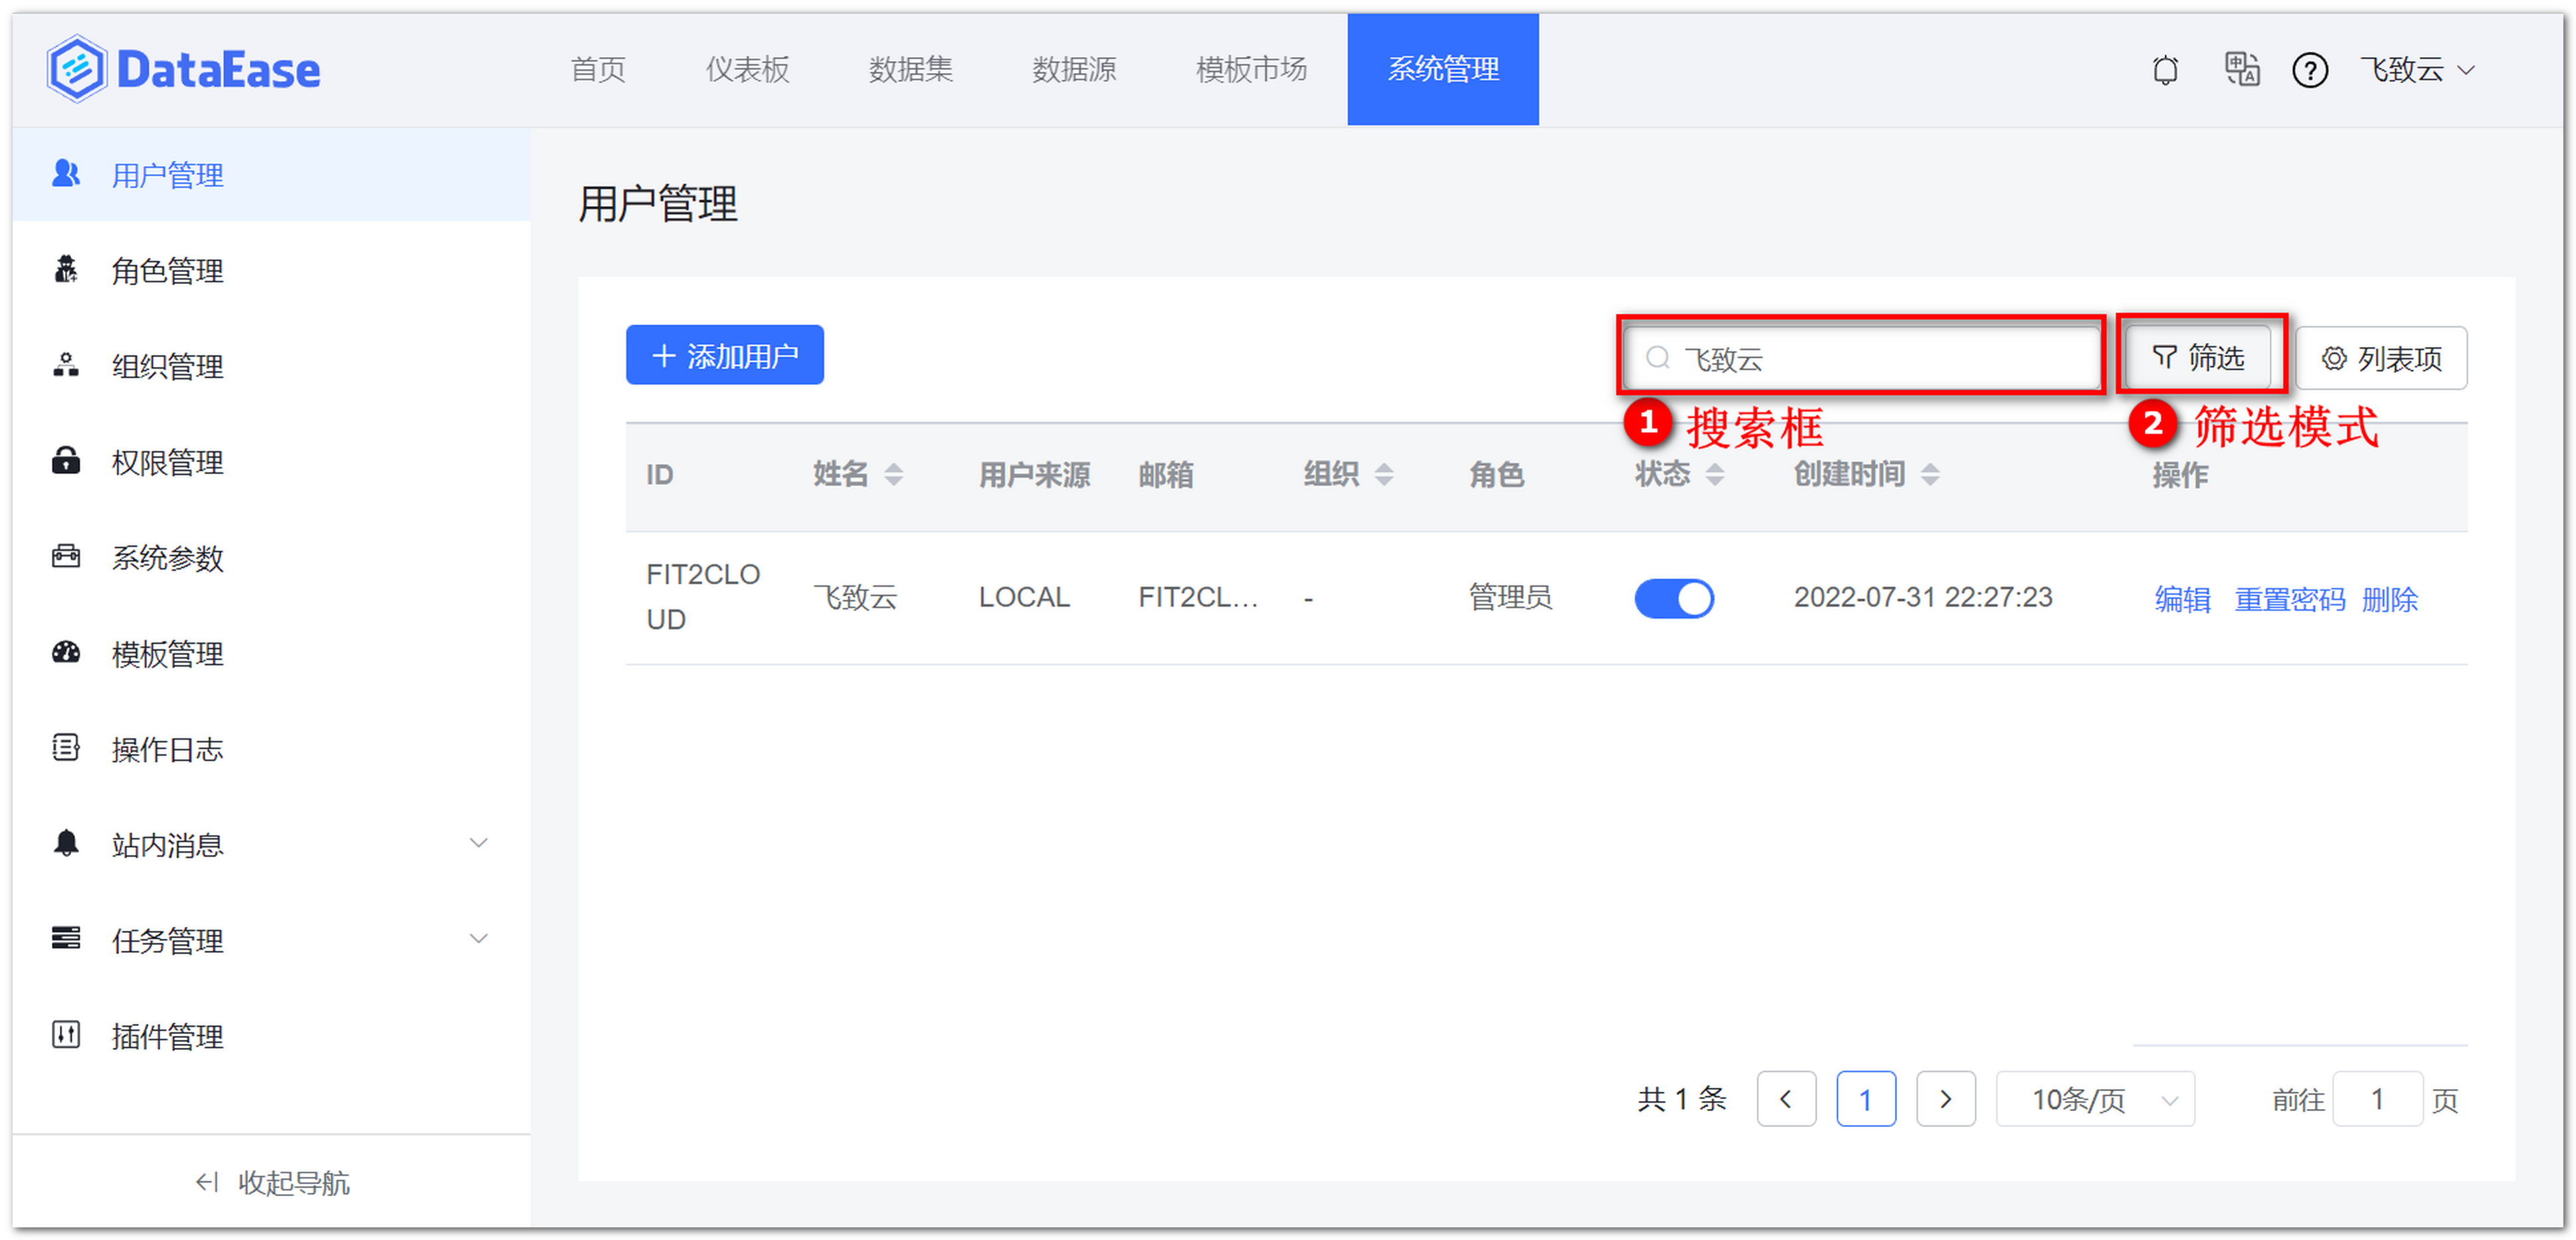 DataEase
首页 仪表板 数据集 数据源 模板市场 系统管理
飞致云
用户管理
角色管理
组织管理
权限管理
系统参数
模板管理
操作日志
站内消息
任务管理
插件管理
收起导航
用户管理
添加用户
飞致云
筛选
列表项
1 搜索框
2 筛选模式
ID 姓名 用户来源 邮箱 组织 角色 状态 创建时间 操作
FIT2CLO
UD
飞致云 LOCAL FIT2CL... - 管理员 2022-07-31 22:27:23 编辑 重置密码 删除
共 1 条 1 10条/页 前往 1 页